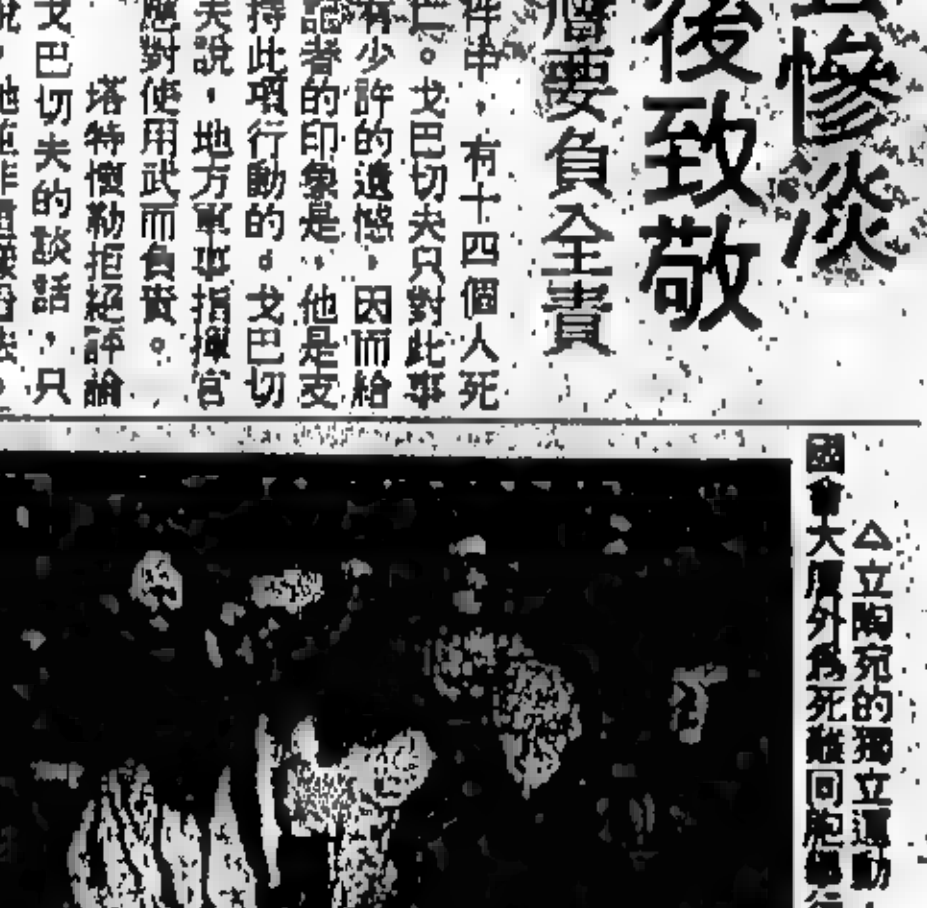 慘淡
後致敬
應要負全責
件中，有十四個人死
亡。戈巴切夫只對此事
有少許的遺憾，因而給
記者的印象是，他是支
持此項行動的。戈巴切
夫說，地方軍事指揮官
應對使用武而負責。
塔特懷勒拒絕評論
戈巴切夫的談話，只
△立陶宛的獨立運動，
國會大廈外為死難同胞舉行